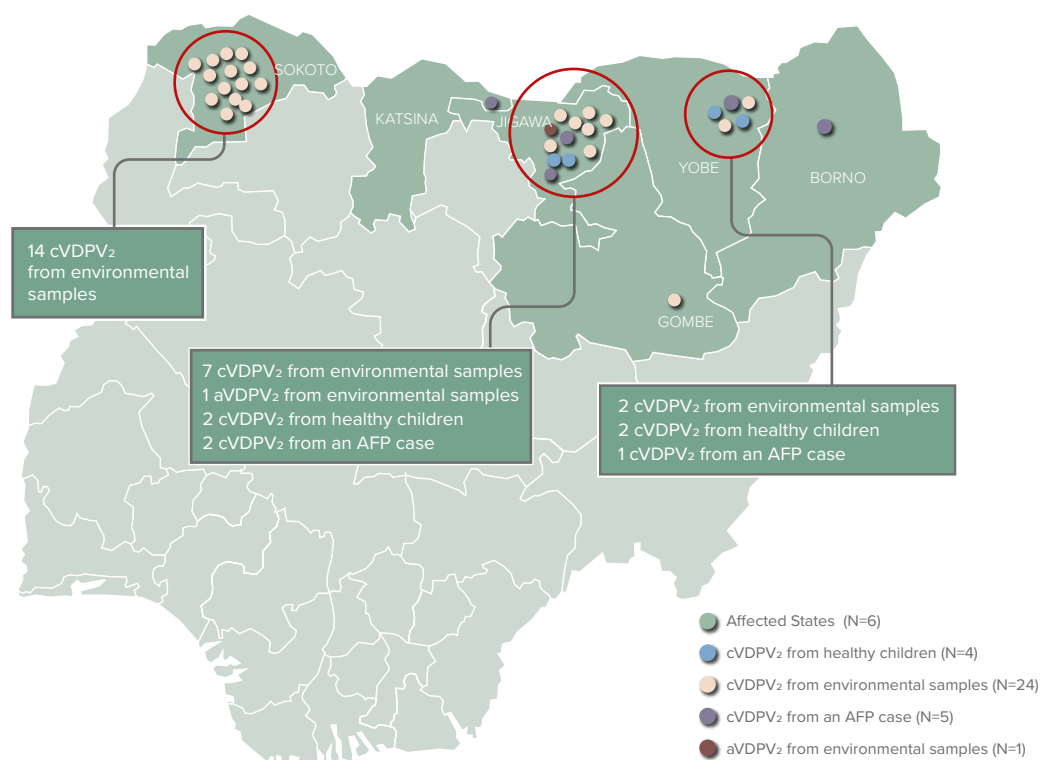 SOKOTO
KATSINA
JIGAWA
YOBE
BORNO
GOMBE
14 cVDPV₂
from environmental
samples
7 cVDPV₂ from environmental samples
1 aVDPV₂ from environmental samples
2 cVDPV₂ from healthy children
2 cVDPV₂ from an AFP case
2 cVDPV₂ from environmental samples
2 cVDPV₂ from healthy children
1 cVDPV₂ from an AFP case
Affected States (N=6)
cVDPV₂ from healthy children (N=4)
cVDPV₂ from environmental samples (N=24)
cVDPV₂ from an AFP case (N=5)
aVDPV₂ from environmental samples (N=1)